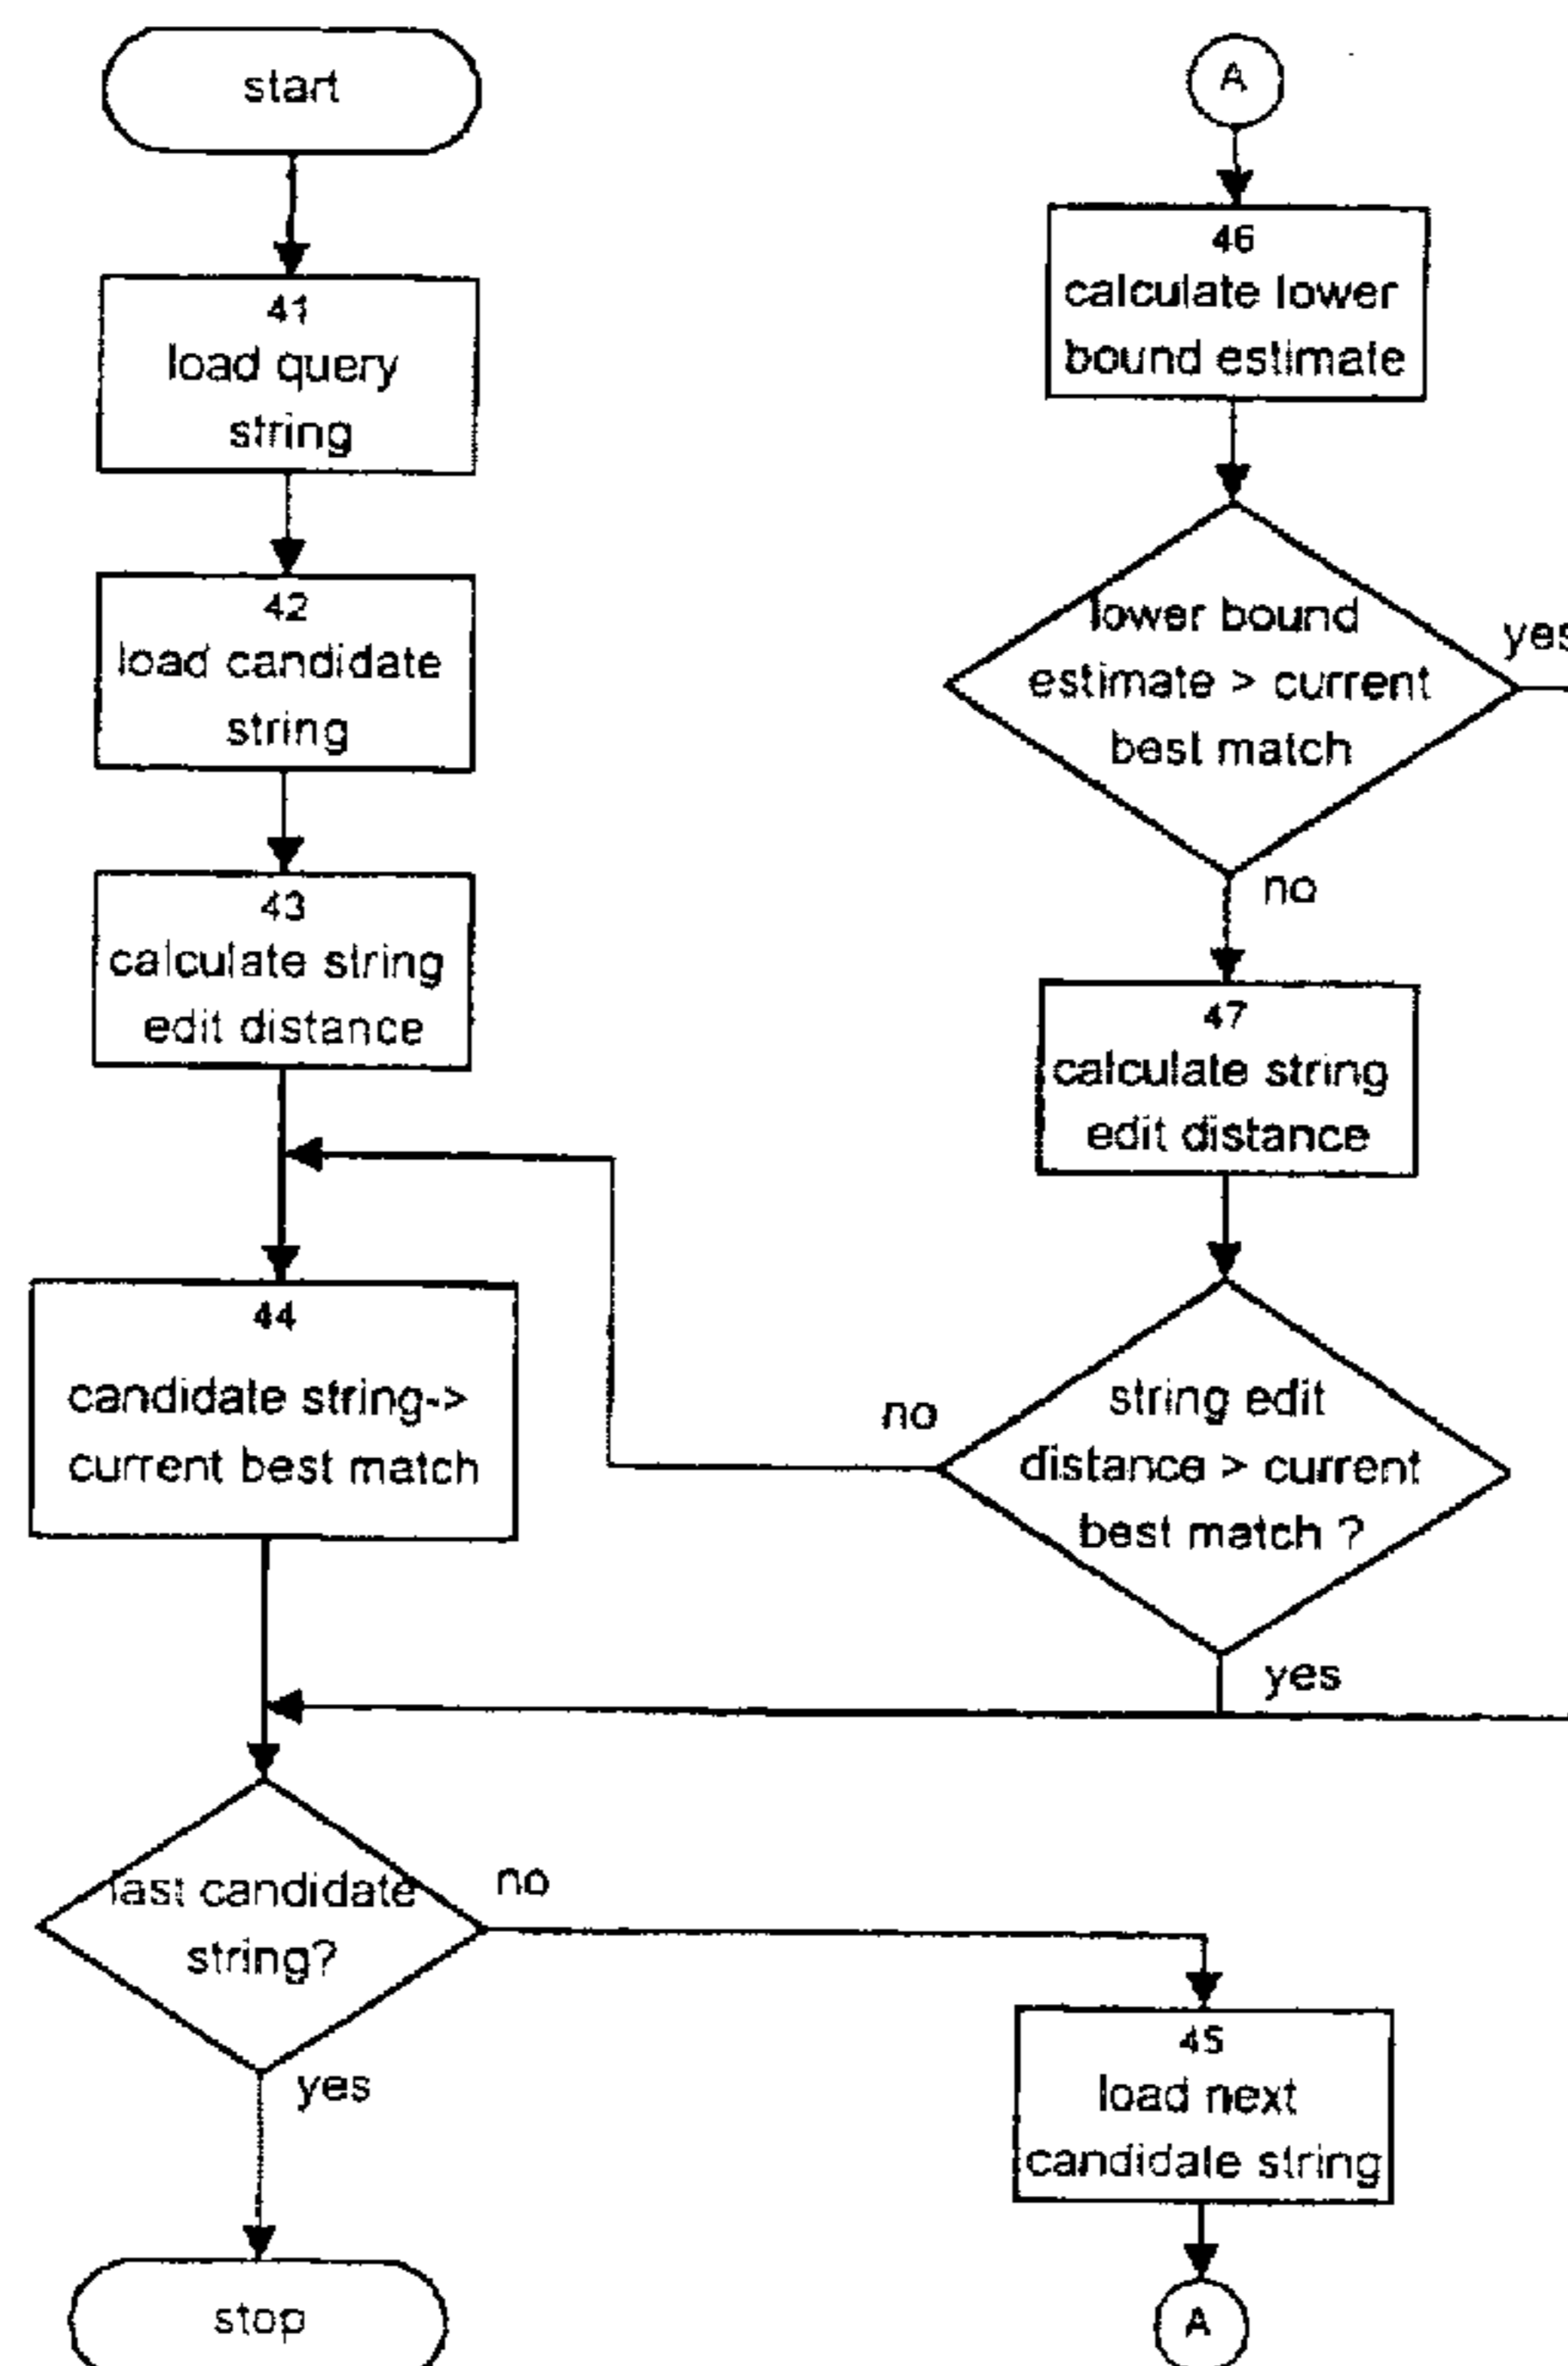 start
41
load query
string
42
load candidate
string
43
calculate string
edit distance
44
candidate string->
current best match
last candidate
string?
no
yes
stop
A
46
calculate lower
bound estimate
lower bound
estimate > current
best match
yes
no
47
calculate string
edit distance
string edit
distance > current
best match ?
no
yes
45
load next
candidate string
A